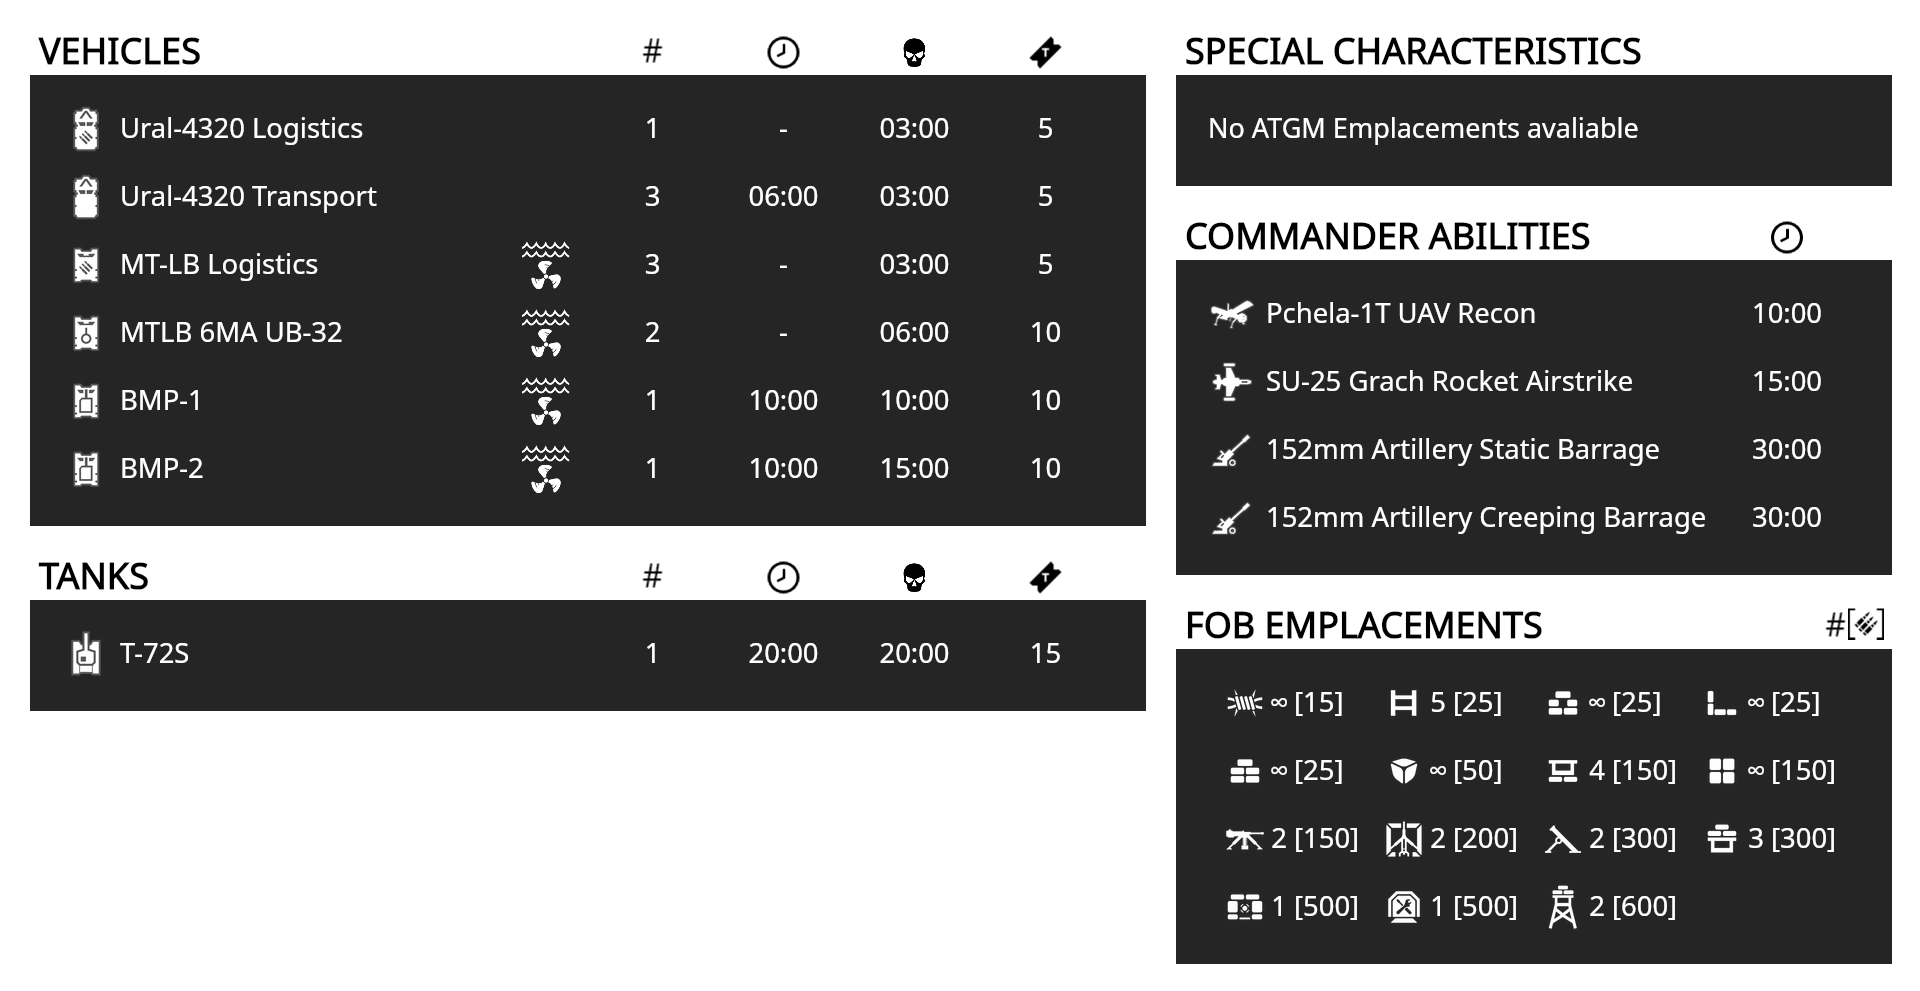 VEHICLES #
Ural-4320 Logistics 1 - 03:00 5
Ural-4320 Transport 3 06:00 03:00 5
MT-LB Logistics 3 - 03:00 5
MTLB 6MA UB-32 2 - 06:00 10
BMP-1 1 10:00 10:00 10
BMP-2 1 10:00 15:00 10
TANKS #
T-72S 1 20:00 20:00 15
SPECIAL CHARACTERISTICS
No ATGM Emplacements avaliable
COMMANDER ABILITIES
Pchela-1T UAV Recon 10:00
SU-25 Grach Rocket Airstrike 15:00
152mm Artillery Static Barrage 30:00
152mm Artillery Creeping Barrage 30:00
FOB EMPLACEMENTS #[ ]
∞ [15] 5 [25] ∞ [25] ∞ [25]
∞ [25] ∞ [50] 4 [150] ∞ [150]
2 [150] 2 [200] 2 [300] 3 [300]
1 [500] 1 [500] 2 [600]